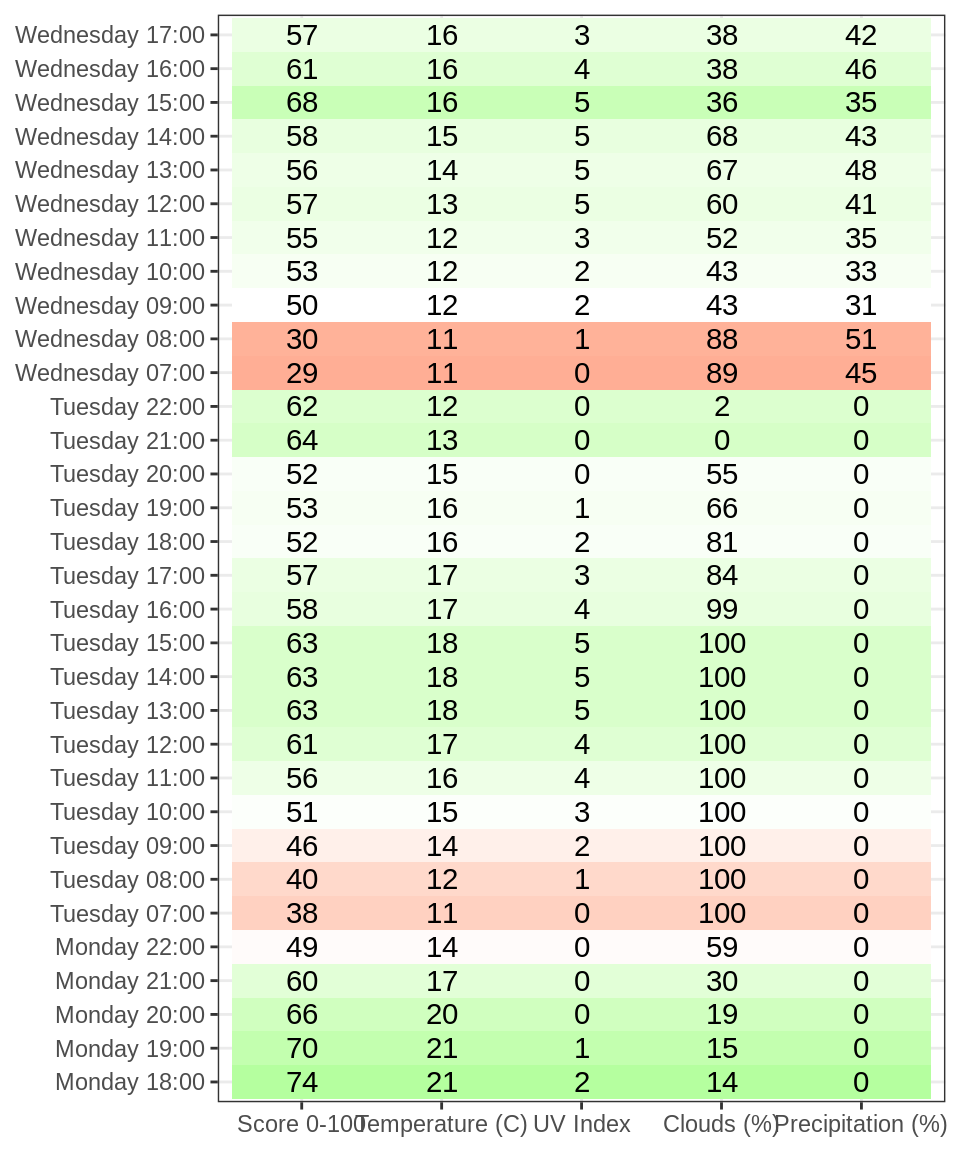 Wednesday 17:00 57 16 3 38 42
Wednesday 16:00 61 16 4 38 46
Wednesday 15:00 68 16 5 36 35
Wednesday 14:00 58 15 5 68 43
Wednesday 13:00 56 14 5 67 48
Wednesday 12:00 57 13 5 60 41
Wednesday 11:00 55 12 3 52 35
Wednesday 10:00 53 12 2 43 33
Wednesday 09:00 50 12 2 43 31
Wednesday 08:00 30 11 1 88 51
Wednesday 07:00 29 11 0 89 45
Tuesday 22:00 62 12 0 2 0
Tuesday 21:00 64 13 0 0 0
Tuesday 20:00 52 15 0 55 0
Tuesday 19:00 53 16 1 66 0
Tuesday 18:00 52 16 2 81 0
Tuesday 17:00 57 17 3 84 0
Tuesday 16:00 58 17 4 99 0
Tuesday 15:00 63 18 5 100 0
Tuesday 14:00 63 18 5 100 0
Tuesday 13:00 63 18 5 100 0
Tuesday 12:00 61 17 4 100 0
Tuesday 11:00 56 16 4 100 0
Tuesday 10:00 51 15 3 100 0
Tuesday 09:00 46 14 2 100 0
Tuesday 08:00 40 12 1 100 0
Tuesday 07:00 38 11 0 100 0
Monday 22:00 49 14 0 59 0
Monday 21:00 60 17 0 30 0
Monday 20:00 66 20 0 19 0
Monday 19:00 70 21 1 15 0
Monday 18:00 74 21 2 14 0
Score 0-100 Temperature (C) UV Index Clouds (%) Precipitation (%)